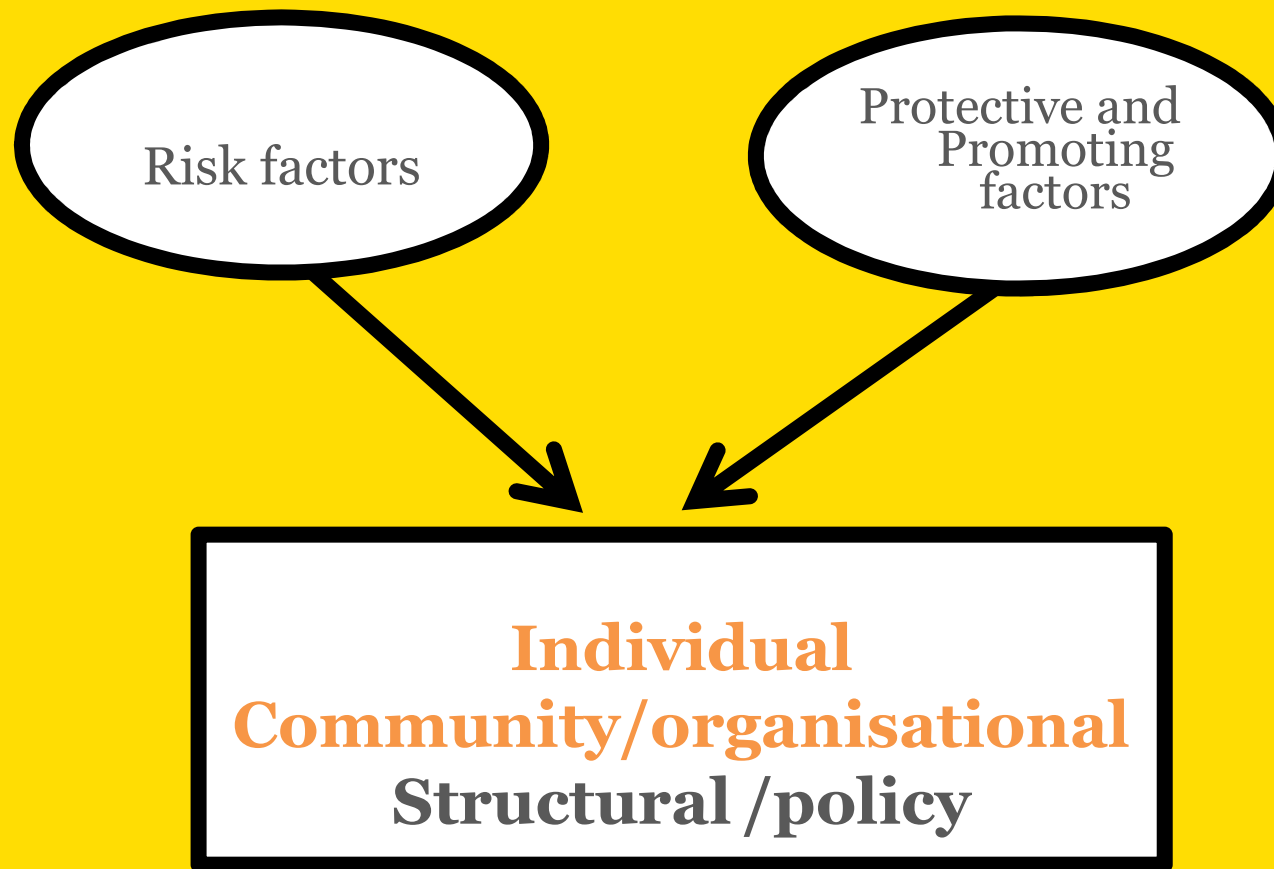 Risk factors
Protective and
Promoting
factors
Individual
Community/organisational
Structural /policy